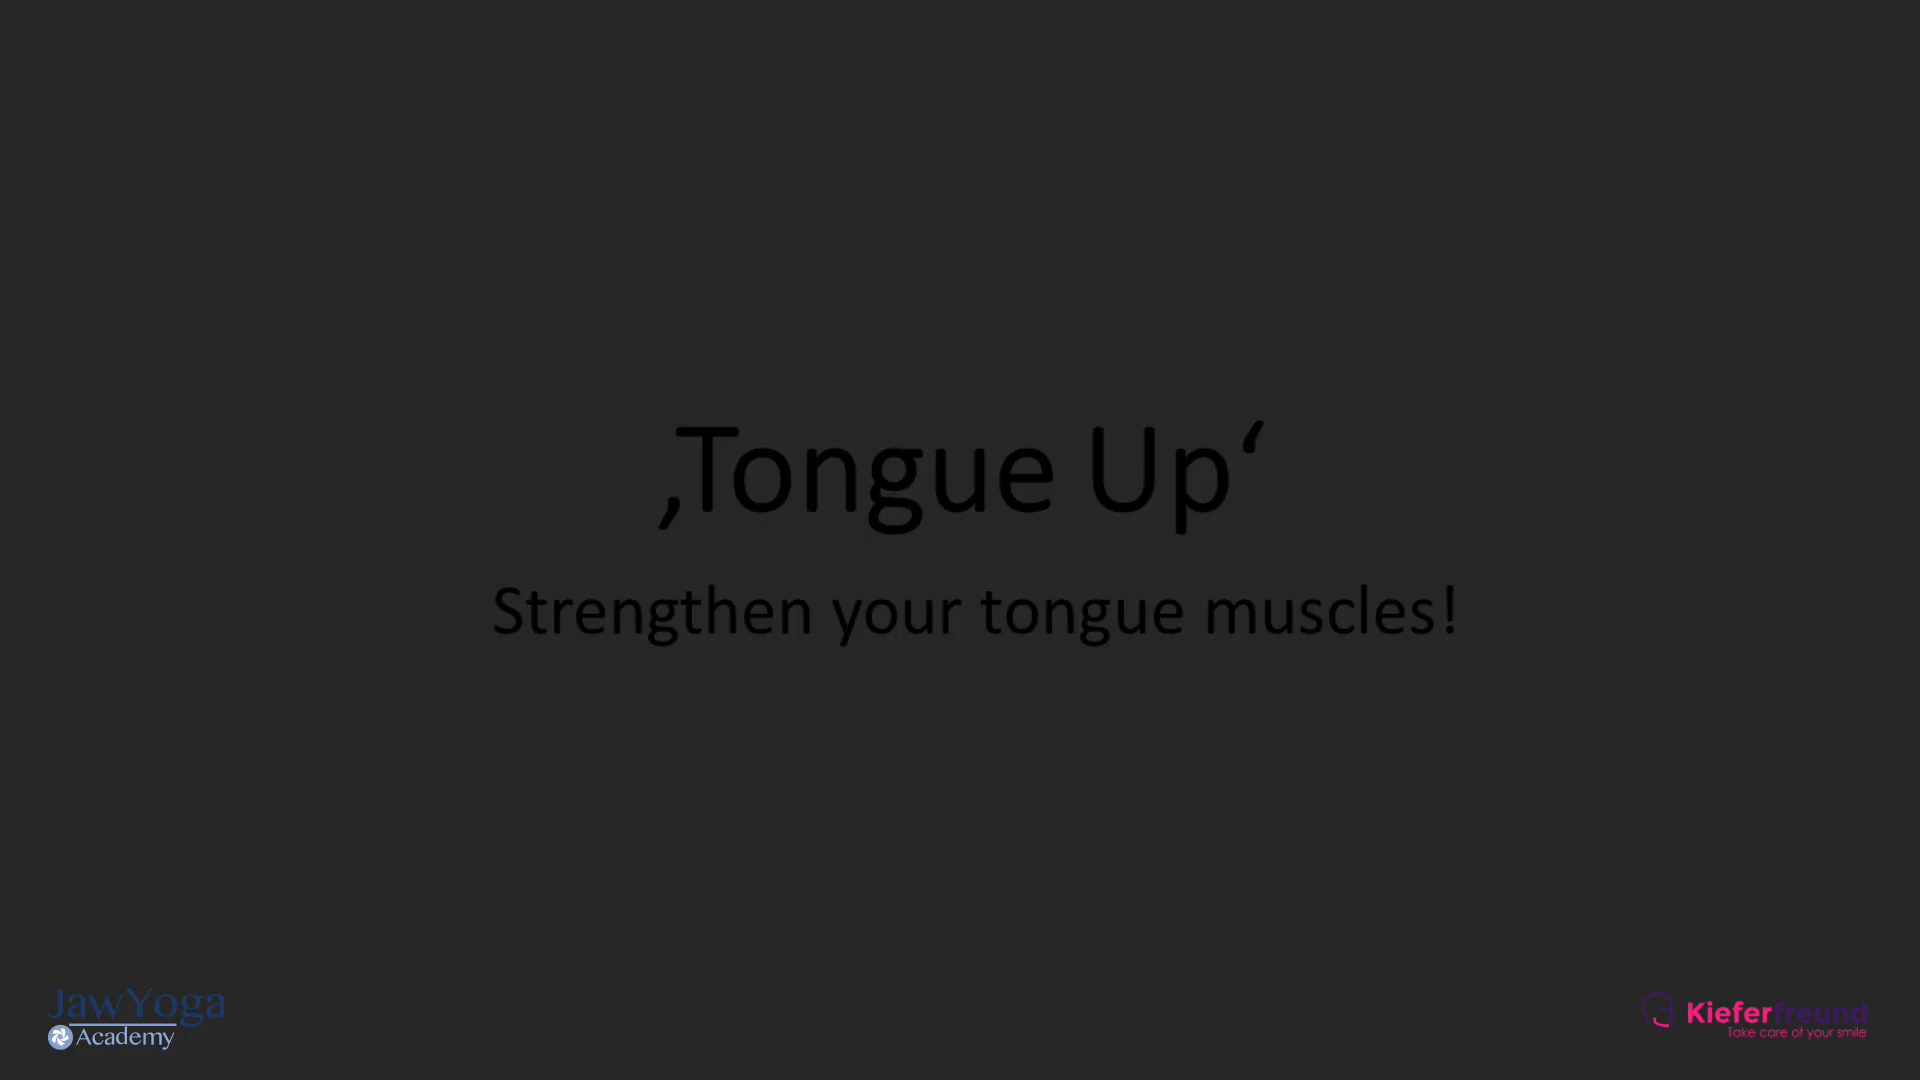 ‚Tongue Up‘
Strengthen your tongue muscles!
JawYoga
Academy
Kieferfreund
Take care of your smile